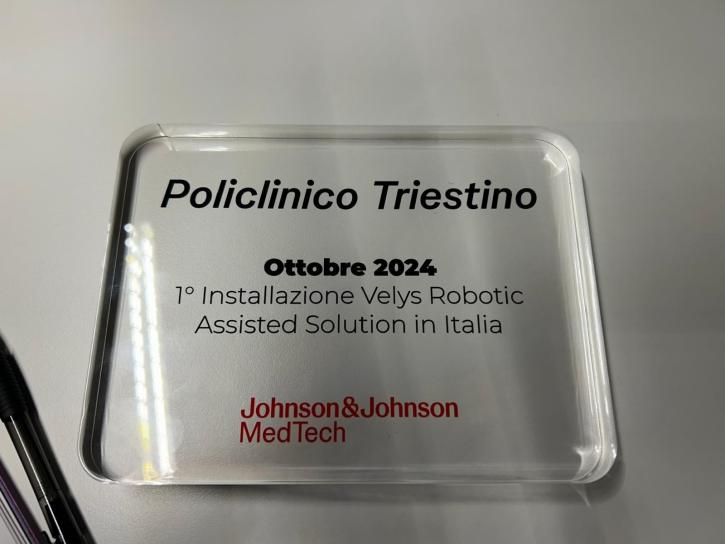 Policlinico Triestino
Ottobre 2024
1° Installazione Velys Robotic
Assisted Solution in Italia
Johnson&Johnson
MedTech